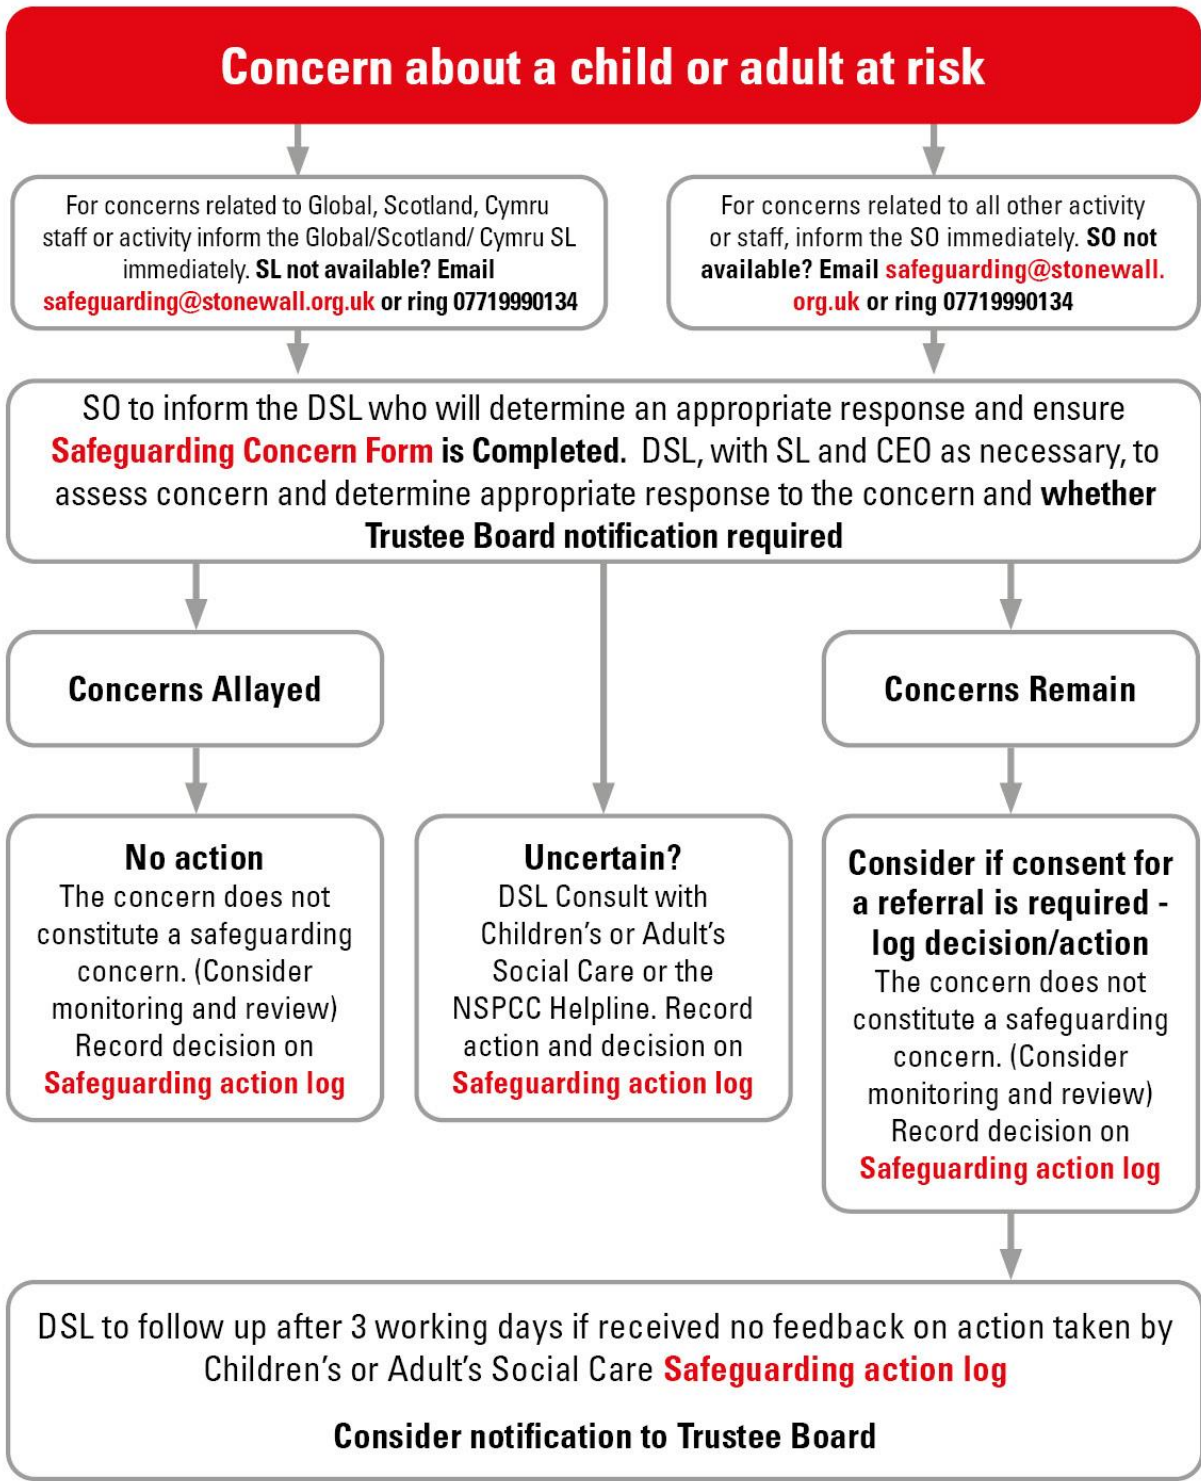 Concern about a child or adult at risk
For concerns related to Global, Scotland, Cymru
staff or activity inform the Global/Scotland/ Cymru SL
immediately. SL not available? Email
safeguarding@stonewall.org.uk or ring 07719990134
For concerns related to all other activity
or staff, inform the SO immediately. SO not
available? Email safeguarding@stonewall.
org.uk or ring 07719990134
SO to inform the DSL who will determine an appropriate response and ensure
Safeguarding Concern Form is Completed. DSL, with SL and CEO as necessary, to
assess concern and determine appropriate response to the concern and whether
Trustee Board notification required
Concerns Allayed
Concerns Remain
No action
The concern does not
constitute a safeguarding
concern. (Consider
monitoring and review)
Record decision on
Safeguarding action log
Uncertain?
DSL Consult with
Children's or Adult's
Social Care or the
NSPCC Helpline. Record
action and decision on
Safeguarding action log
Consider if consent for
a referral is required -
log decision/action
The concern does not
constitute a safeguarding
concern. (Consider
monitoring and review)
Record decision on
Safeguarding action log
DSL to follow up after 3 working days if received no feedback on action taken by
Children's or Adult's Social Care Safeguarding action log
Consider notification to Trustee Board